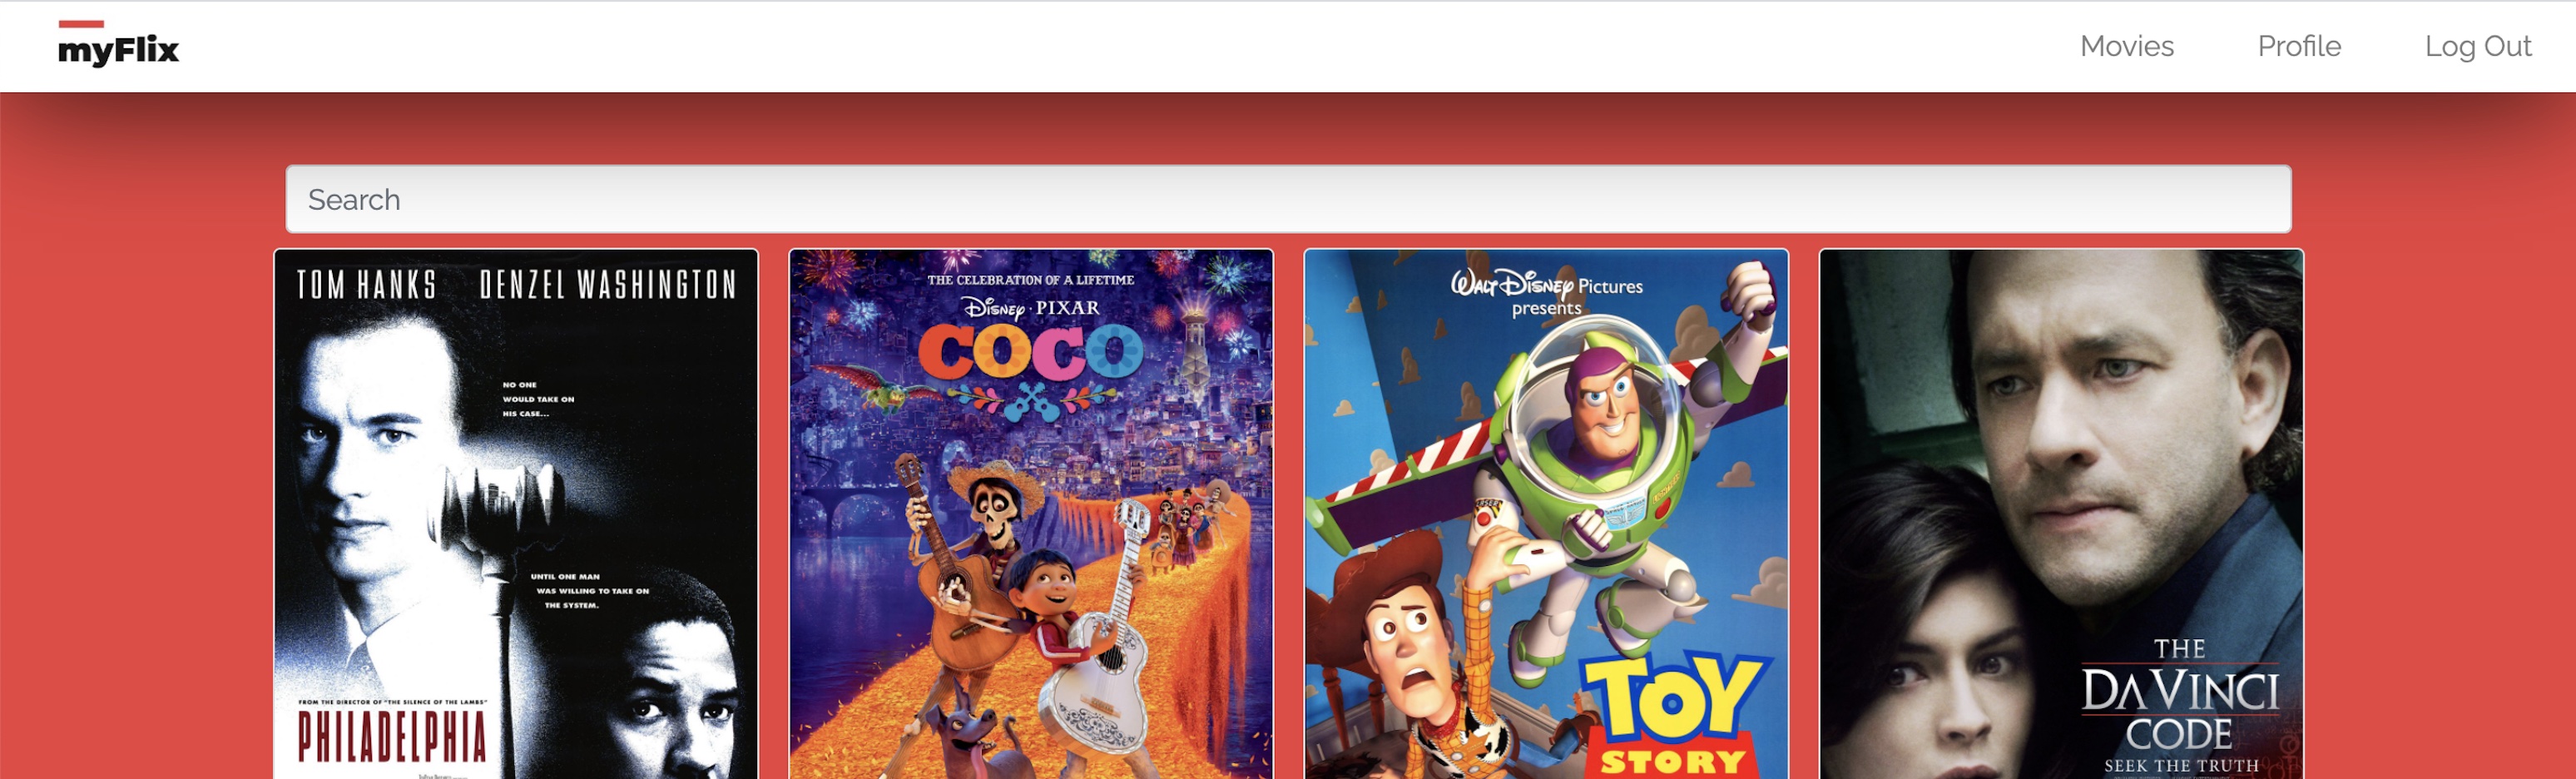 myFlix
Movies
Profile
Log Out
Search
TOM HANKS DENZEL WASHINGTON
NO ONE
WOULD TAKE ON
HIS CASE...
UNTIL ONE MAN
WAS WILLING TO TAKE ON
THE SYSTEM.
FROM THE DIRECTOR OF "THE SILENCE OF THE LAMBS"
PHILADELPHIA
THE CELEBRATION OF A LIFETIME
Disney · PIXAR
COCO
Walt Disney Pictures
presents
TOY
STORY
THE
DA VINCI
CODE
SEEK THE TRUTH